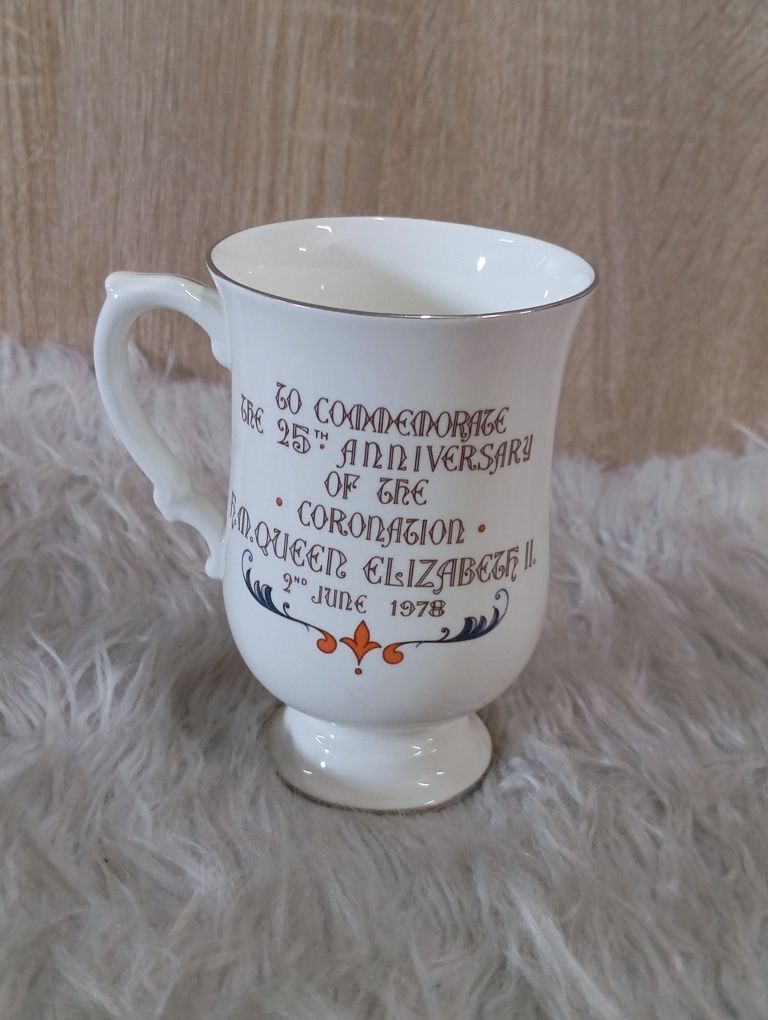 TO COMMEMORATE
THE 25TH ANNIVERSARY
OF THE
• CORONATION •
H.M.QUEEN ELIZABETH II.
2ND JUNE 1978